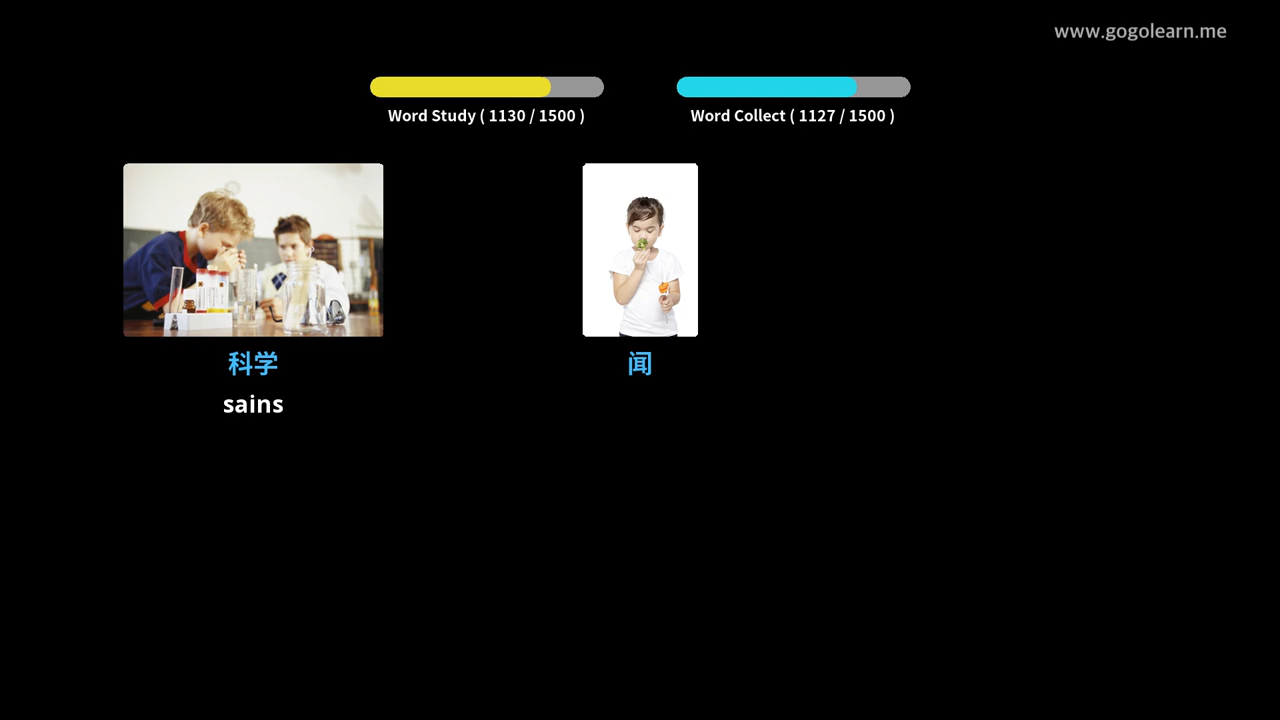 www.gogolearn.me
Word Study ( 1130 / 1500 )
Word Collect ( 1127 / 1500 )
科学
闻
sains